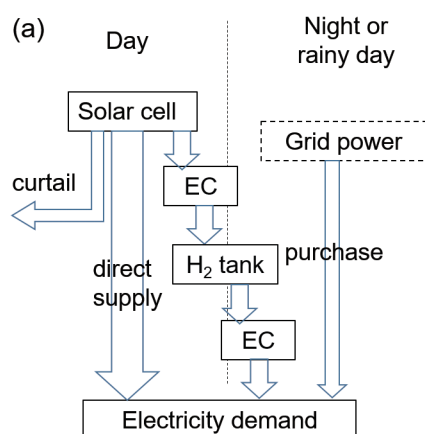 (a)
Day
Night or
rainy day
Solar cell
Grid power
curtail
EC
direct
supply
H₂ tank
purchase
EC
Electricity demand